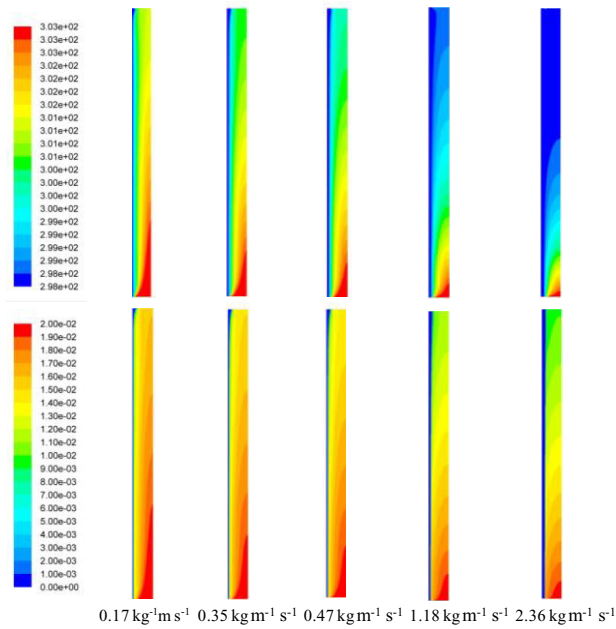 3.03e+02
3.03e+02
3.03e+02
3.02e+02
3.02e+02
3.02e+02
3.02e+02
3.01e+02
3.01e+02
3.01e+02
3.01e+02
3.00e+02
3.00e+02
3.00e+02
3.00e+02
2.99e+02
2.99e+02
2.99e+02
2.99e+02
2.98e+02
2.98e+02
2.00e-02
1.90e-02
1.80e-02
1.70e-02
1.60e-02
1.50e-02
1.40e-02
1.30e-02
1.20e-02
1.10e-02
1.00e-02
9.00e-03
8.00e-03
7.00e-03
6.00e-03
5.00e-03
4.00e-03
3.00e-03
2.00e-03
1.00e-03
0.00e+00
0.17 kg⁻¹m s⁻¹ 0.35 kg m⁻¹ s⁻¹ 0.47 kg m⁻¹ s⁻¹ 1.18 kg m⁻¹ s⁻¹ 2.36 kg m⁻¹ s⁻¹